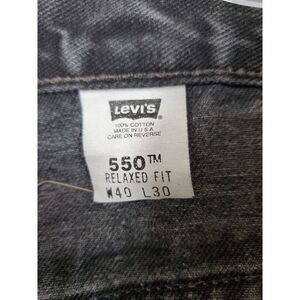 LEVI'S
100% COTTON
MADE IN U S A
CARE ON REVERSE
550™
RELAXED FIT
W40 L30